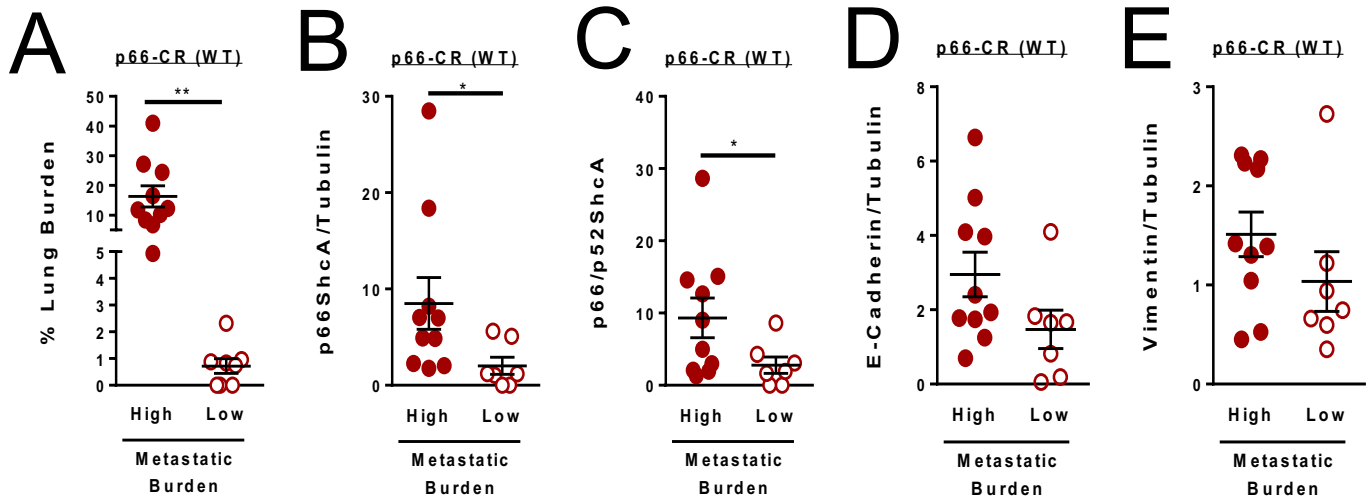 A
p66-CR (WT)
**
% Lung Burden
50
40
30
20
10
5
4
3
2
1
0
High Low
Metastatic
Burden
B
p66-CR (WT)
*
p66ShcA/Tubulin
30
20
10
0
High Low
Metastatic
Burden
C
p66-CR (WT)
*
p66/p52ShcA
40
30
20
10
0
High Low
Metastatic
Burden
D
p66-CR (WT)
E-Cadherin/Tubulin
8
6
4
2
0
High Low
Metastatic
Burden
E
p66-CR (WT)
Vimentin/Tubulin
3
2
1
0
High Low
Metastatic
Burden